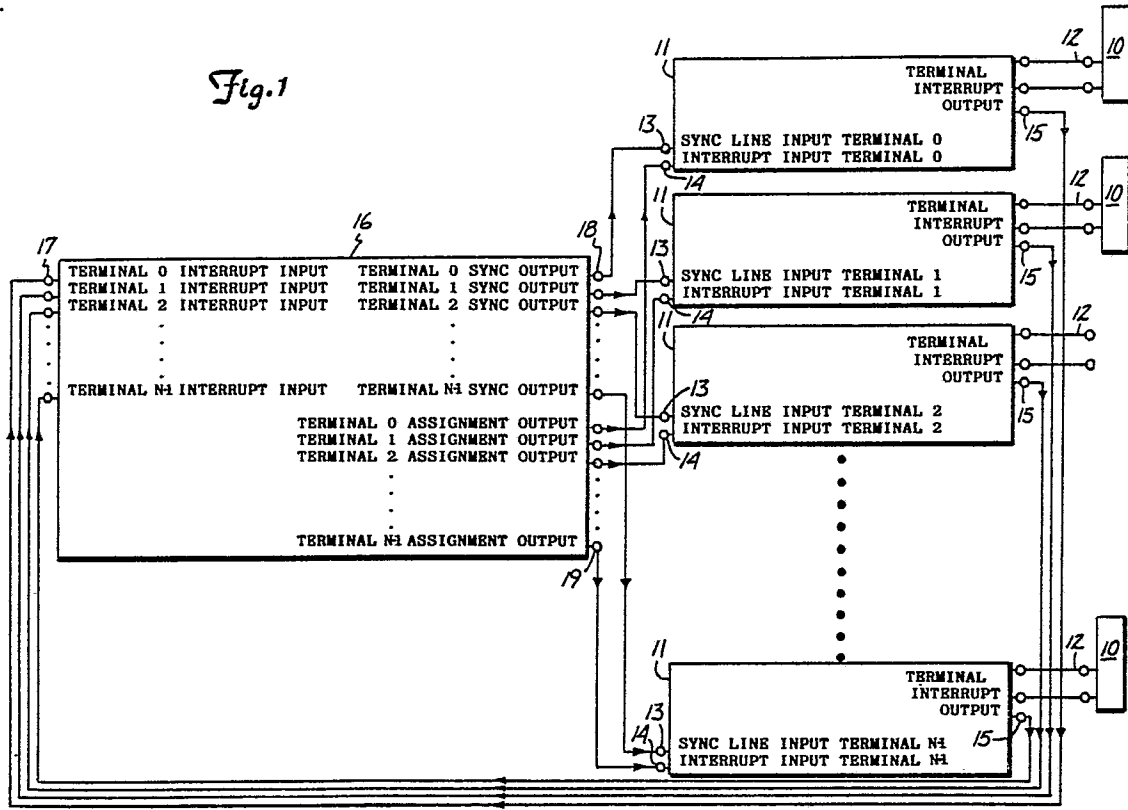 Fig.1
16
17
18
TERMINAL 0 INTERRUPT INPUT TERMINAL 0 SYNC OUTPUT
TERMINAL 1 INTERRUPT INPUT TERMINAL 1 SYNC OUTPUT
TERMINAL 2 INTERRUPT INPUT TERMINAL 2 SYNC OUTPUT
TERMINAL N-1 INTERRUPT INPUT TERMINAL N-1 SYNC OUTPUT
TERMINAL 0 ASSIGNMENT OUTPUT
TERMINAL 1 ASSIGNMENT OUTPUT
TERMINAL 2 ASSIGNMENT OUTPUT
TERMINAL N-1 ASSIGNMENT OUTPUT
19
11
12
10
TERMINAL
INTERRUPT
OUTPUT
15
13
SYNC LINE INPUT TERMINAL 0
INTERRUPT INPUT TERMINAL 0
14
11
12
10
TERMINAL
INTERRUPT
OUTPUT
15
13
SYNC LINE INPUT TERMINAL 1
INTERRUPT INPUT TERMINAL 1
14
11
12
TERMINAL
INTERRUPT
OUTPUT
15
13
SYNC LINE INPUT TERMINAL 2
INTERRUPT INPUT TERMINAL 2
14
11
12
10
TERMINAL
INTERRUPT
OUTPUT
15
13
14
SYNC LINE INPUT TERMINAL N-1
INTERRUPT INPUT TERMINAL N-1